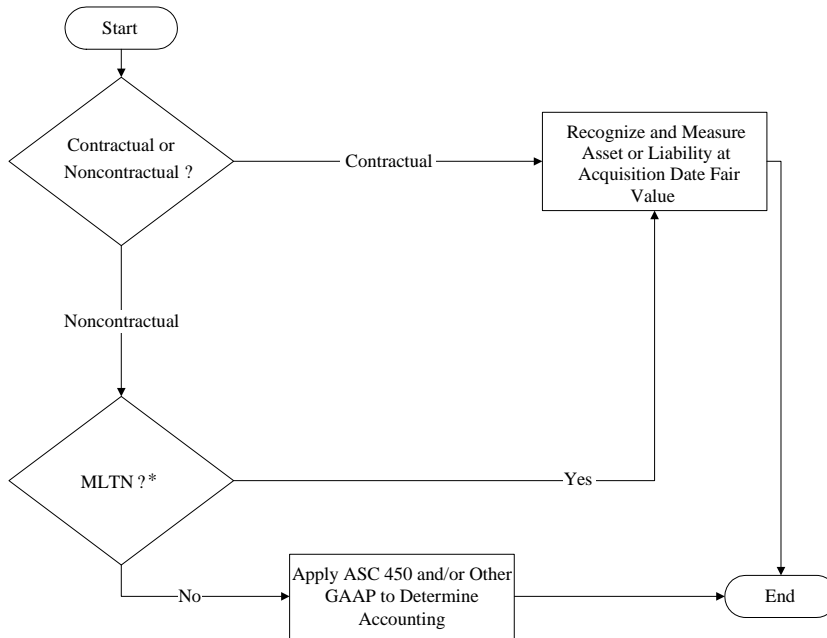 Start
Contractual or
Noncontractual ?
Contractual
Recognize and Measure
Asset or Liability at
Acquisition Date Fair
Value
Noncontractual
MLTN ?*
Yes
No
Apply ASC 450 and/or Other
GAAP to Determine
Accounting
End